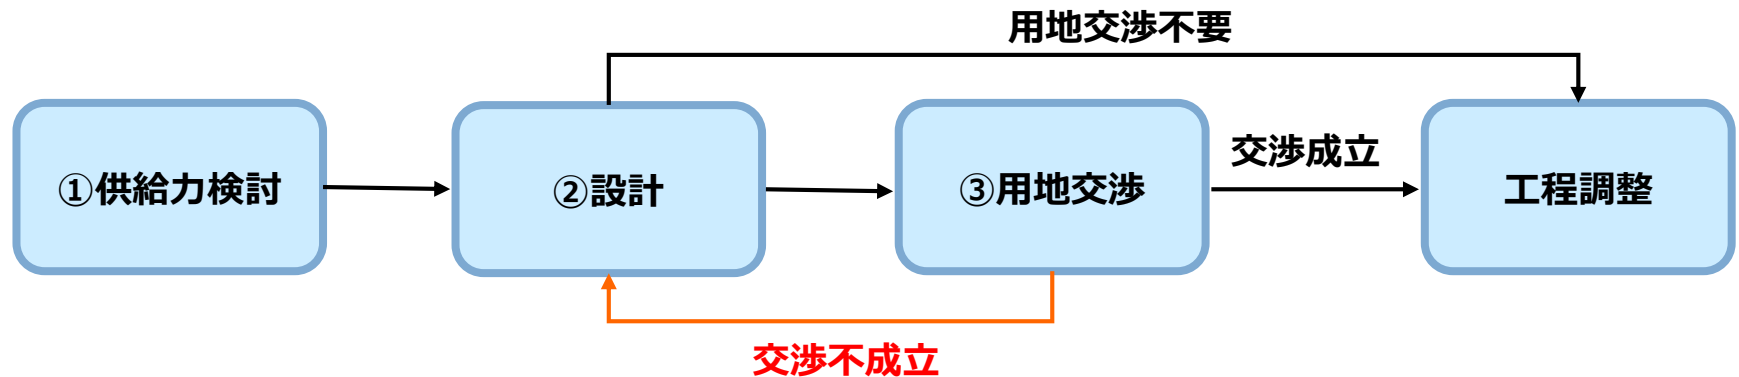 用地交渉不要
①供給力検討
②設計
③用地交渉
交渉成立
工程調整
交渉不成立